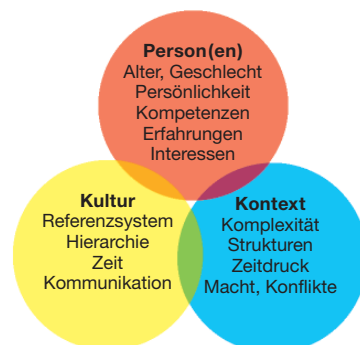 Person(en)
Alter, Geschlecht
Persönlichkeit
Kompetenzen
Erfahrungen
Interessen
Kultur
Referenzsystem
Hierarchie
Zeit
Kommunikation
Kontext
Komplexität
Strukturen
Zeitdruck
Macht, Konflikte